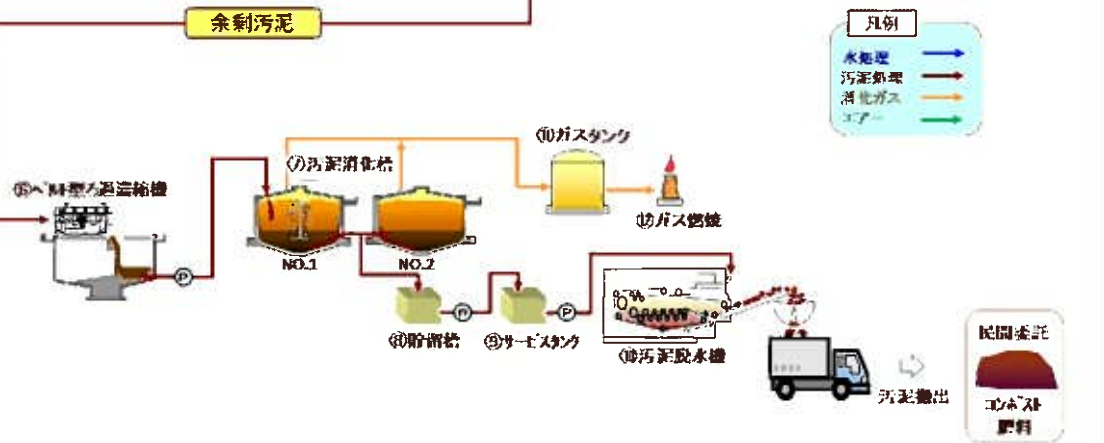 余剰汚泥
凡例
水処理
汚泥処理
消化ガス
エアー
⑪ガスタンク
⑦汚泥消化槽
⑥ベルト型ろ過濃縮機
⑫ガス燃焼
NO.1
NO.2
P
P
P
⑧貯留槽
⑨サービスタンク
⑩汚泥脱水機
汚泥搬出
民間委託
コンポスト
肥料